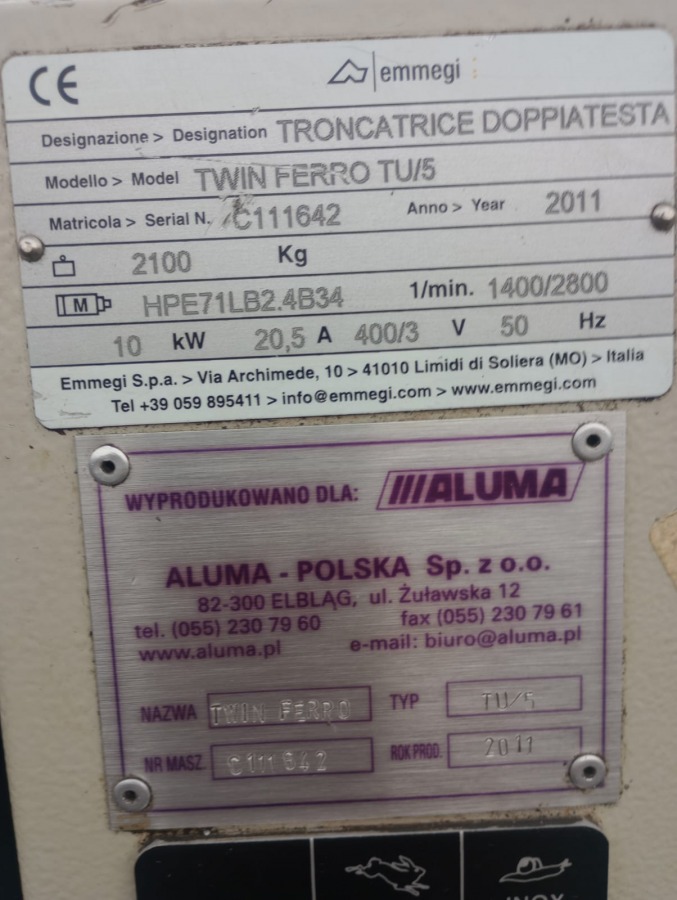 CE emmegi
Designazione > Designation TRONCATRICE DOPPIATESTA
Modello > Model TWIN FERRO TU/5
Matricola > Serial N. C111642 Anno > Year 2011
2100 Kg
M HPE71LB2.4B34 1/min. 1400/2800
10 kW 20,5 A 400/3 V 50 Hz
Emmegi S.p.a. > Via Archimede, 10 > 41010 Limidi di Soliera (MO) > Italia
Tel +39 059 895411 > info@emmegi.com > www.emmegi.com
WYPRODUKOWANO DLA: ///ALUMA
ALUMA - POLSKA Sp. z o.o.
82-300 ELBLĄG, ul. Żuławska 12
tel. (055) 230 79 60 fax (055) 230 79 61
www.aluma.pl e-mail: biuro@aluma.pl
NAZWA TWIN FERRO TYP TU/5
NR MASZ. C111642 ROK PROD. 2011
INOX